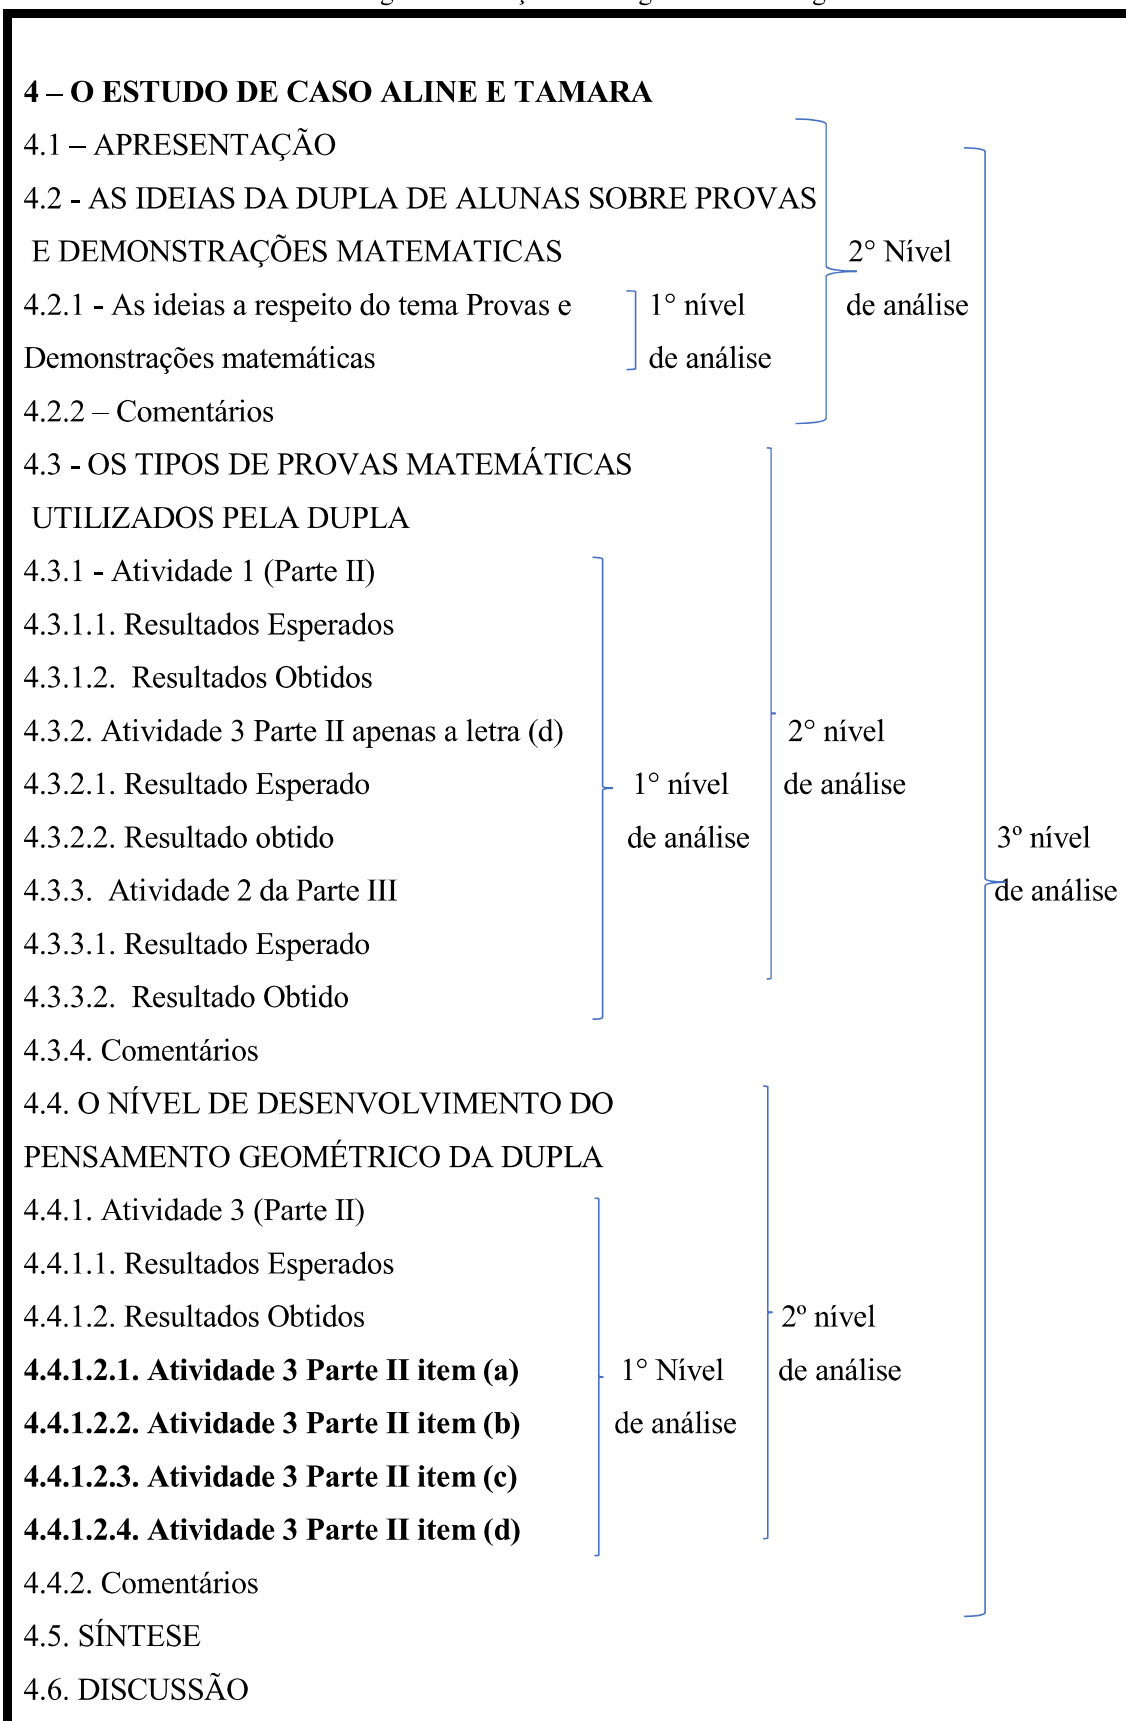 4 – O ESTUDO DE CASO ALINE E TAMARA
4.1 – APRESENTAÇÃO
4.2 - AS IDEIAS DA DUPLA DE ALUNAS SOBRE PROVAS
E DEMONSTRAÇÕES MATEMATICAS 2° Nível
4.2.1 - As ideias a respeito do tema Provas e 1° nível de análise
Demonstrações matemáticas de análise
4.2.2 – Comentários
4.3 - OS TIPOS DE PROVAS MATEMÁTICAS
UTILIZADOS PELA DUPLA
4.3.1 - Atividade 1 (Parte II)
4.3.1.1. Resultados Esperados
4.3.1.2. Resultados Obtidos
4.3.2. Atividade 3 Parte II apenas a letra (d) 2° nível
4.3.2.1. Resultado Esperado 1° nível de análise
4.3.2.2. Resultado obtido de análise 3º nível
4.3.3. Atividade 2 da Parte III de análise
4.3.3.1. Resultado Esperado
4.3.3.2. Resultado Obtido
4.3.4. Comentários
4.4. O NÍVEL DE DESENVOLVIMENTO DO
PENSAMENTO GEOMÉTRICO DA DUPLA
4.4.1. Atividade 3 (Parte II)
4.4.1.1. Resultados Esperados
4.4.1.2. Resultados Obtidos 2º nível
4.4.1.2.1. Atividade 3 Parte II item (a) 1° Nível de análise
4.4.1.2.2. Atividade 3 Parte II item (b) de análise
4.4.1.2.3. Atividade 3 Parte II item (c)
4.4.1.2.4. Atividade 3 Parte II item (d)
4.4.2. Comentários
4.5. SÍNTESE
4.6. DISCUSSÃO